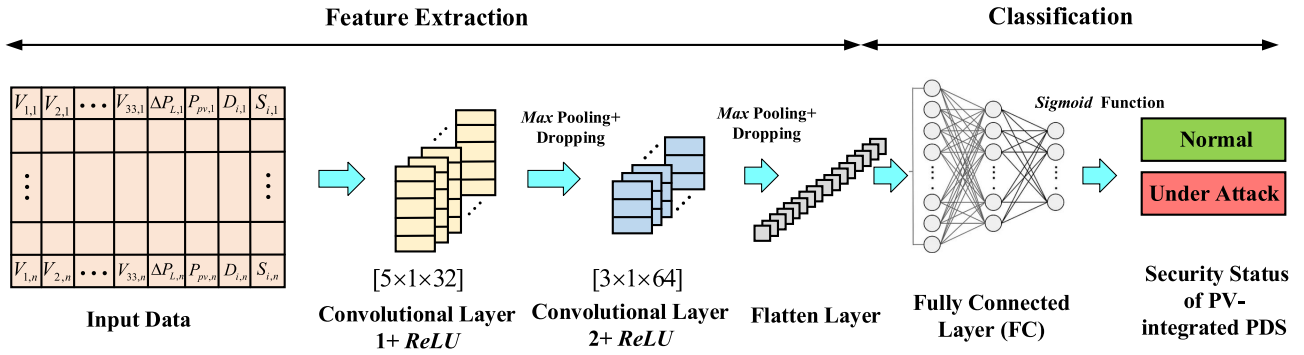 Feature Extraction
Classification
V1,1 V2,1 ••• V33,1 ΔPL,1 Ppv,1 Di,1 Si,1
V1,n V2,n ••• V33,n ΔPL,n Ppv,n Di,n Si,n
Input Data
[5×1×32]
Convolutional Layer
1+ ReLU
Max Pooling+
Dropping
[3×1×64]
Convolutional Layer
2+ ReLU
Max Pooling+
Dropping
Flatten Layer
Fully Connected
Layer (FC)
Sigmoid Function
Normal
Under Attack
Security Status
of PV-
integrated PDS